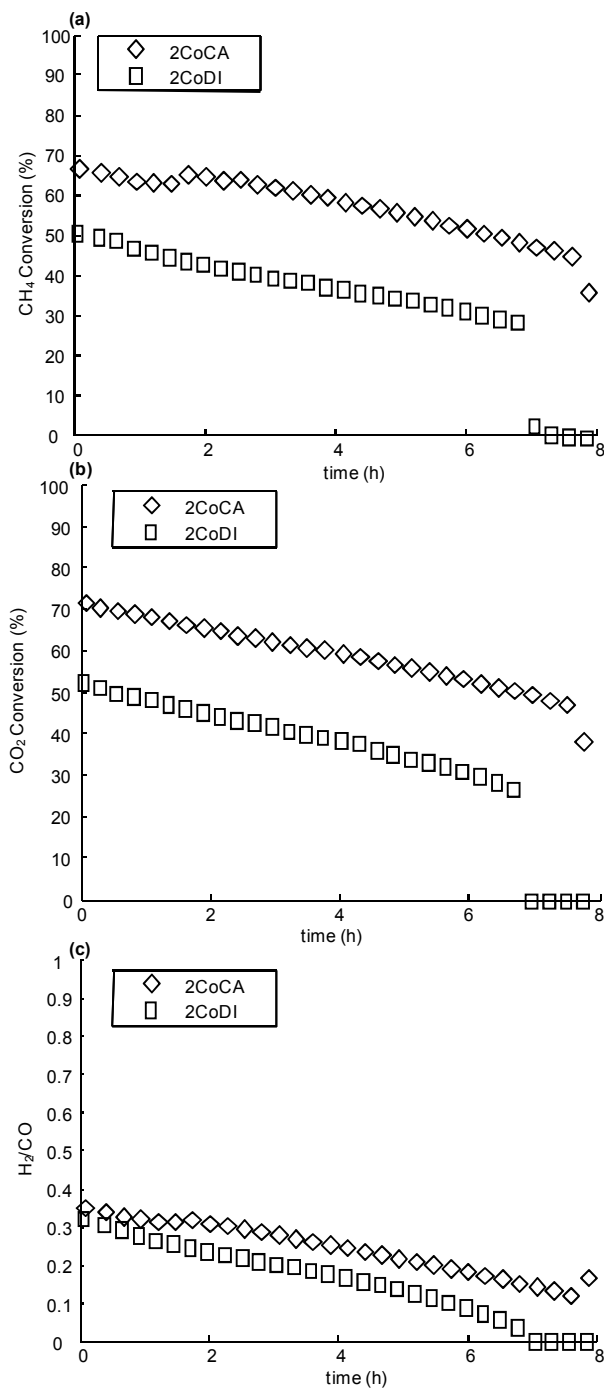 (a)
2CoCA
2CoDI
100
90
80
70
60
50
40
30
20
10
0
CH4 Conversion (%)
0 2 4 6 8
time (h)
(b)
2CoCA
2CoDI
100
90
80
70
60
50
40
30
20
10
0
CO2 Conversion (%)
0 2 4 6 8
time (h)
(c)
2CoCA
2CoDI
1
0.9
0.8
0.7
0.6
0.5
0.4
0.3
0.2
0.1
0
H2/CO
0 2 4 6 8
time (h)